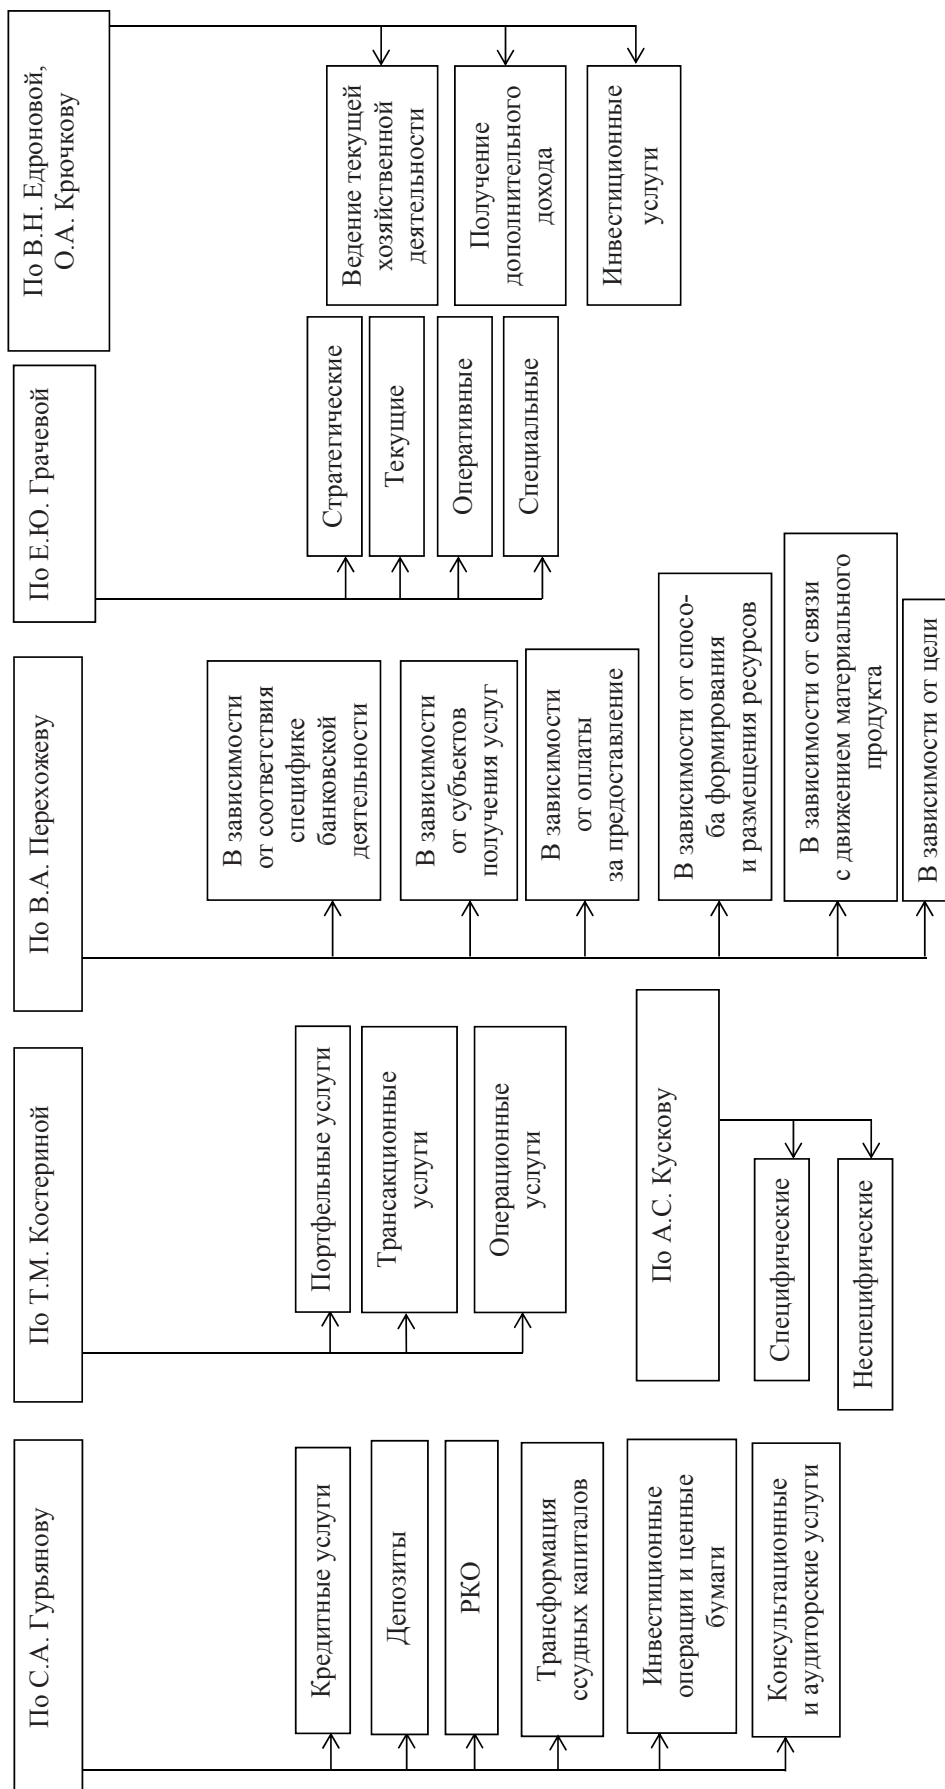 По С.А. Гурьянову
Кредитные услуги
Депозиты
РКО
Трансформация
ссудных капиталов
Инвестиционные
операции и ценные
бумаги
Консультационные
и аудиторские услуги
По Т.М. Костериной
Портфельные услуги
Трансакционные
услуги
Операционные
услуги
По А.С. Кускову
Специфические
Неспецифические
По В.А. Перехожеву
В зависимости
от соответствия
специфике
банковской
деятельности
В зависимости
от субъектов
получения услуг
В зависимости
от оплаты
за предоставление
В зависимости от спосо-
ба формирования
и размещения ресурсов
В зависимости от связи
с движением материального
продукта
В зависимости от цели
По Е.Ю. Грачевой
Стратегические
Текущие
Оперативные
Специальные
По В.Н. Едроновой,
О.А. Крючкову
Ведение текущей
хозяйственной
деятельности
Получение
дополнительного
дохода
Инвестиционные
услуги